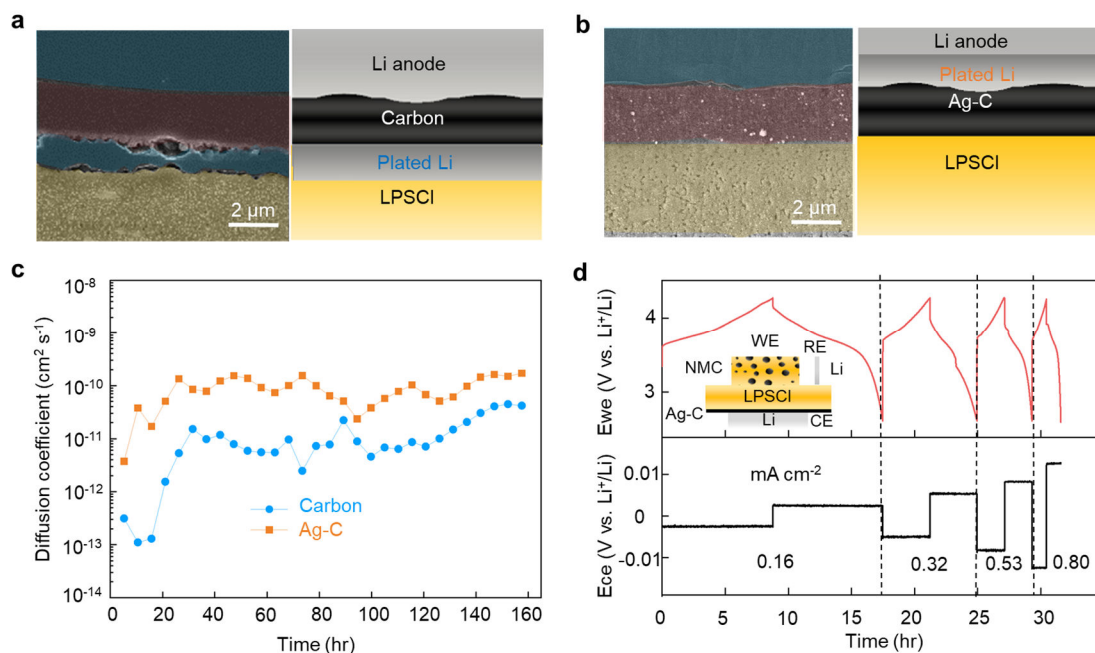 a
Li anode
Carbon
Plated Li
LPSCl
2 µm
b
Li anode
Plated Li
Ag-C
LPSCl
2 µm
c
Diffusion coefficient (cm² s⁻¹)
10⁻⁸
10⁻⁹
10⁻¹⁰
10⁻¹¹
10⁻¹²
10⁻¹³
10⁻¹⁴
Carbon
Ag-C
0 20 40 60 80 100 120 140 160
Time (hr)
d
Ewe (V vs. Li⁺/Li)
4
3
WE
RE
NMC
Li
LPSCl
Ag-C
Li
CE
Ece (V vs. Li⁺/Li)
0.01
0
-0.01
mA cm⁻²
0.16
0.32
0.53
0.80
0 10 20 30
Time (hr)